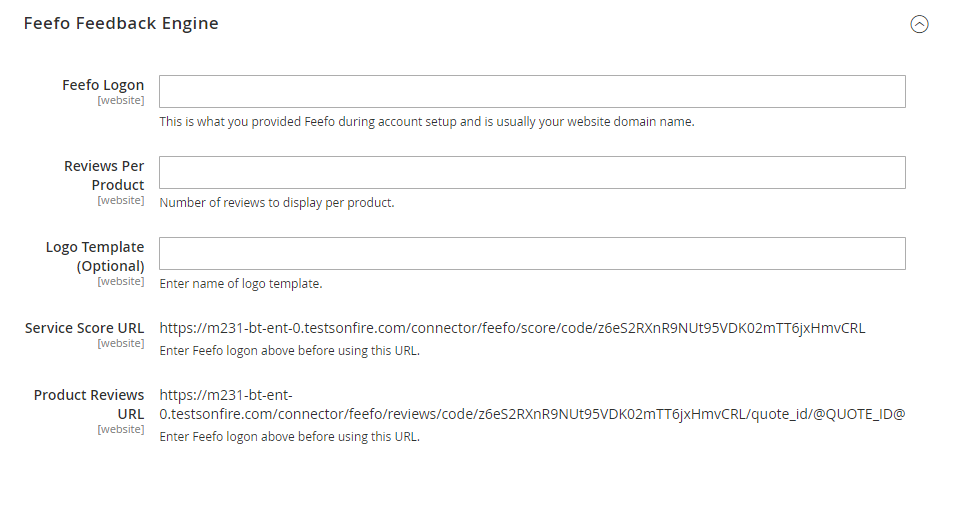 Feefo Feedback Engine
Feefo Logon
[website]
This is what you provided Feefo during account setup and is usually your website domain name.
Reviews Per
Product
[website]
Number of reviews to display per product.
Logo Template
(Optional)
[website]
Enter name of logo template.
Service Score URL
[website]
https://m231-bt-ent-0.testsonfire.com/connector/feefo/score/code/z6eS2RXnR9NUt95VDK02mTT6jxHmvCRL
Enter Feefo logon above before using this URL.
Product Reviews
URL
[website]
https://m231-bt-ent-
0.testsonfire.com/connector/feefo/reviews/code/z6eS2RXnR9NUt95VDK02mTT6jxHmvCRL/quote_id/@QUOTE_ID@
Enter Feefo logon above before using this URL.